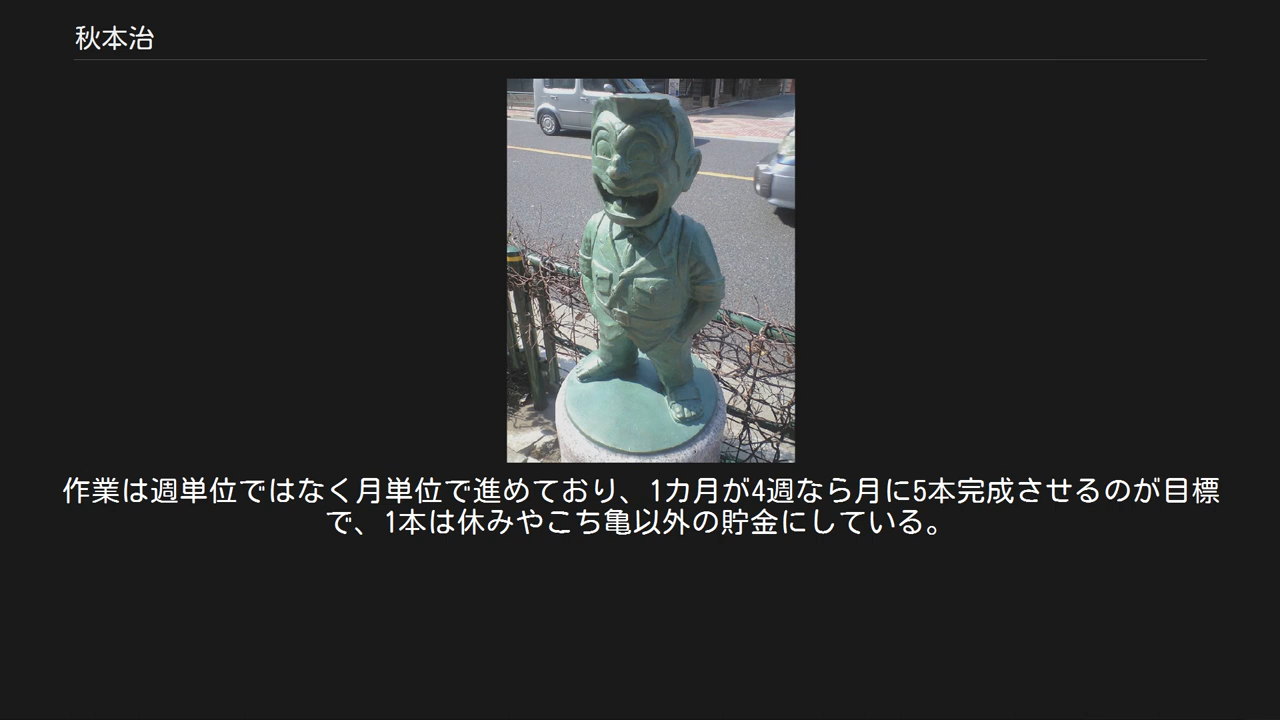 秋本治
作業は週単位ではなく月単位で進めており、1カ月が4週なら月に5本完成させるのが目標
で、1本は休みやこち亀以外の貯金にしている。